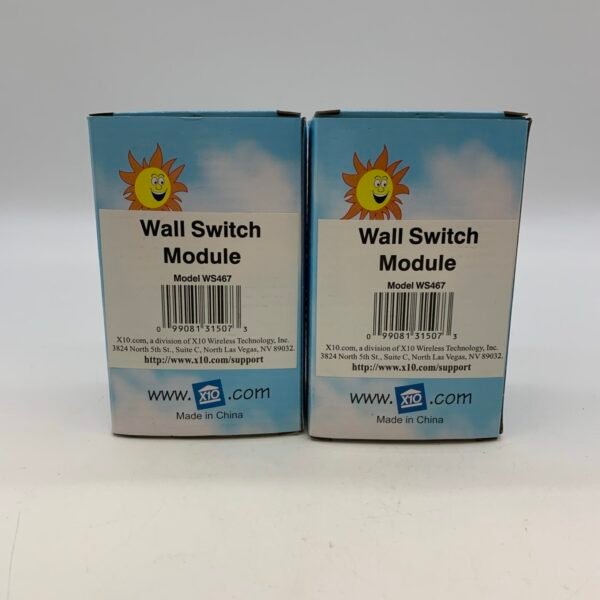 Wall Switch
Module
Model WS467
0 99081 31507 3
X10.com, a division of X10 Wireless Technology, Inc.
3824 North 5th St., Suite C, North Las Vegas, NV 89032.
http://www.x10.com/support
www.X10.com
Made in China
Wall Switch
Module
Model WS467
0 99081 31507 3
X10.com, a division of X10 Wireless Technology, Inc.
3824 North 5th St., Suite C, North Las Vegas, NV 89032.
http://www.x10.com/support
www.X10.com
Made in China